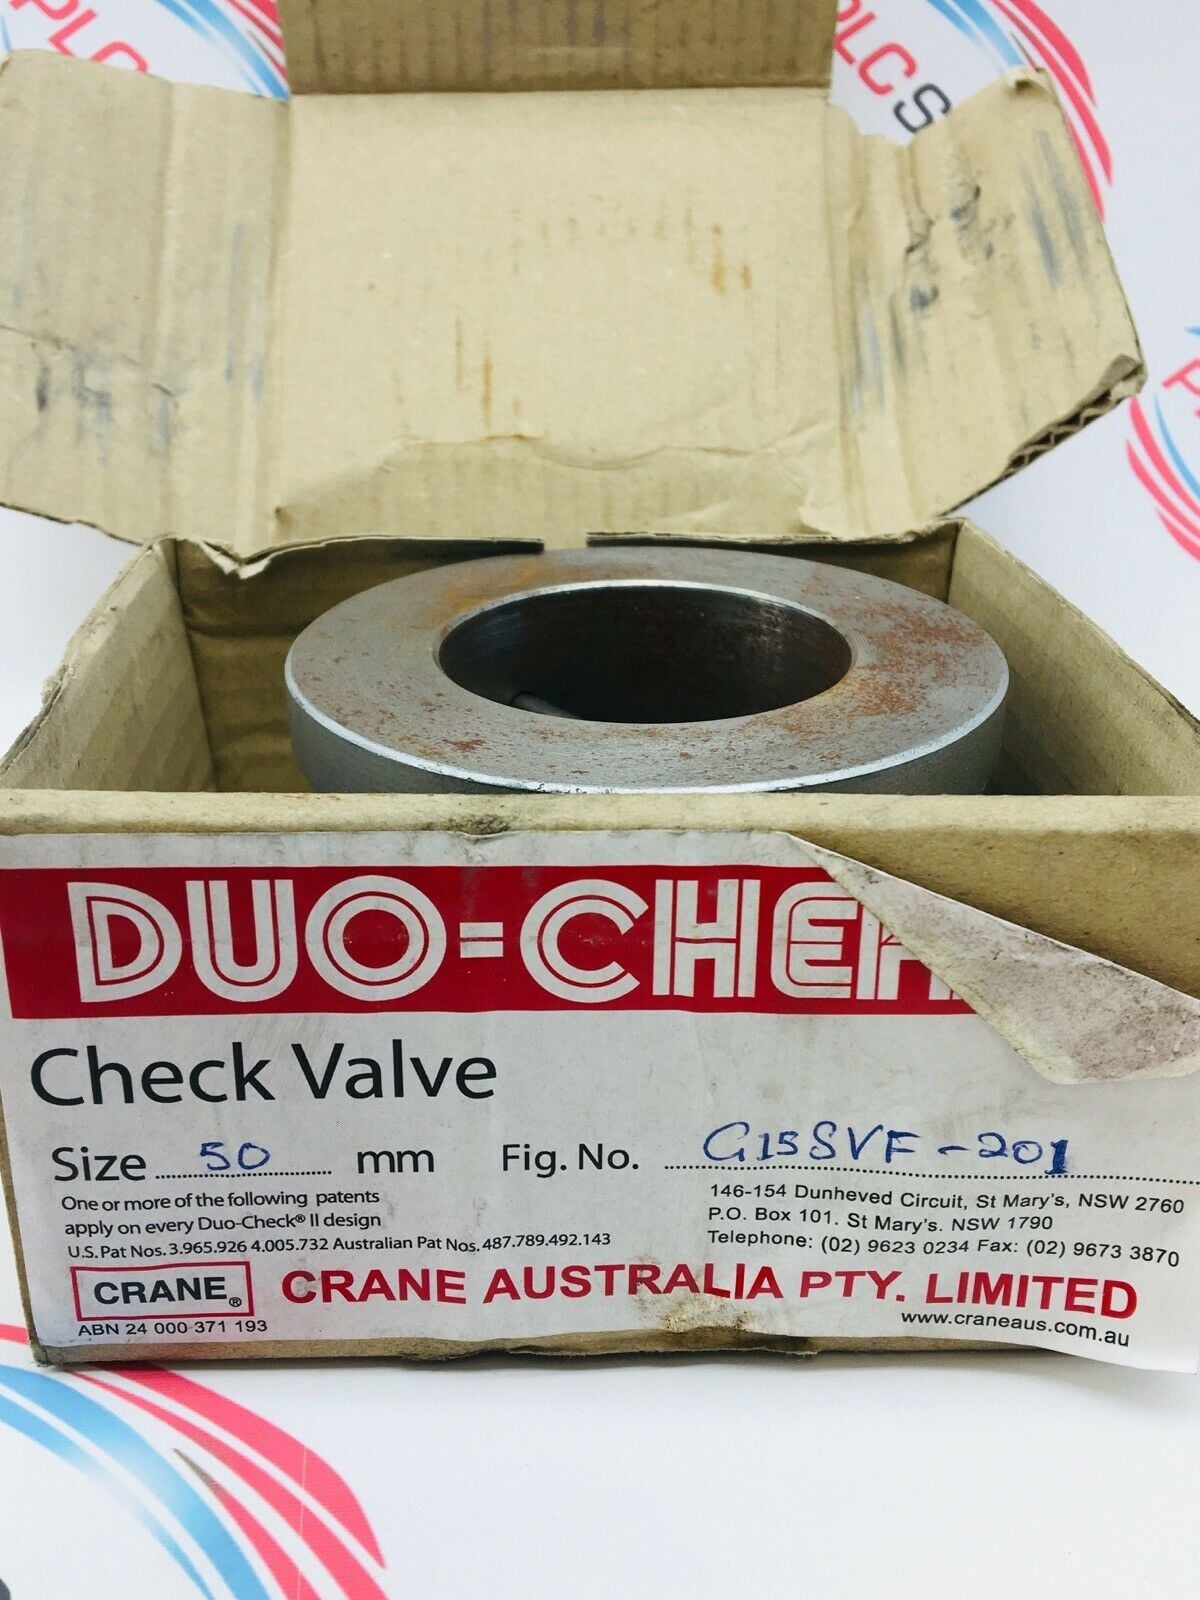 PLC
PLCS
P
DUO-CHE
Check Valve
Size 50 mm Fig. No. G15SVF-201
One or more of the following patents
apply on every Duo-Check® II design
U.S. Pat Nos. 3.965.926 4.005.732 Australian Pat Nos. 487.789.492.143
146-154 Dunheved Circuit, St Mary's, NSW 2760
P.O. Box 101. St Mary's. NSW 1790
Telephone: (02) 9623 0234 Fax: (02) 9673 3870
CRANE® CRANE AUSTRALIA PTY. LIMITED
ABN 24 000 371 193
www.craneaus.com.au